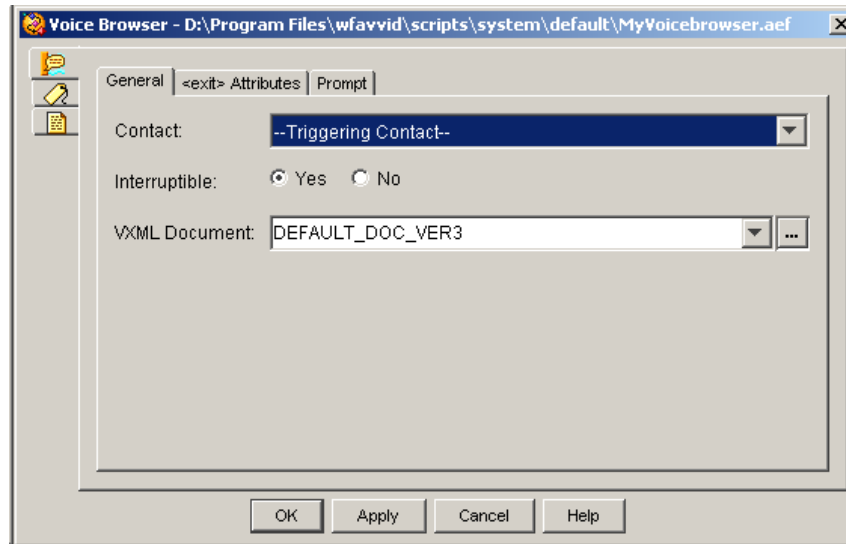 Voice Browser - D:\Program Files\wfavvid\scripts\system\default\MyVoicebrowser.aef
General <exit> Attributes Prompt
Contact: --Triggering Contact--
Interruptible: Yes No
VXML Document: DEFAULT_DOC_VER3 ...
OK Apply Cancel Help